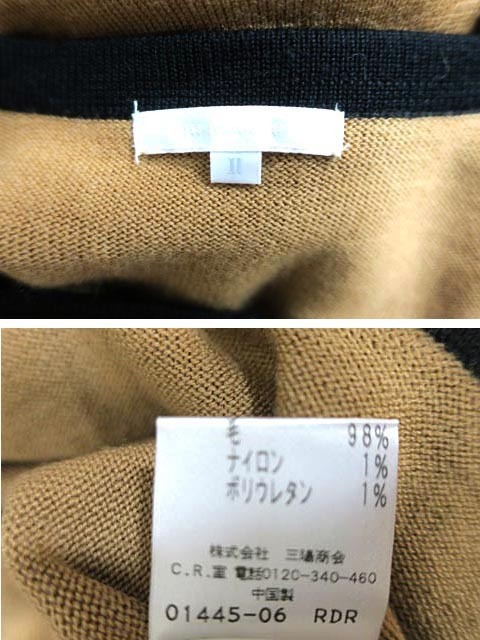 II
毛 98%
ナイロン 1%
ポリウレタン 1%
株式会社 三陽商会
C.R.室 電話0120-340-460
中国製
01445-06 RDR